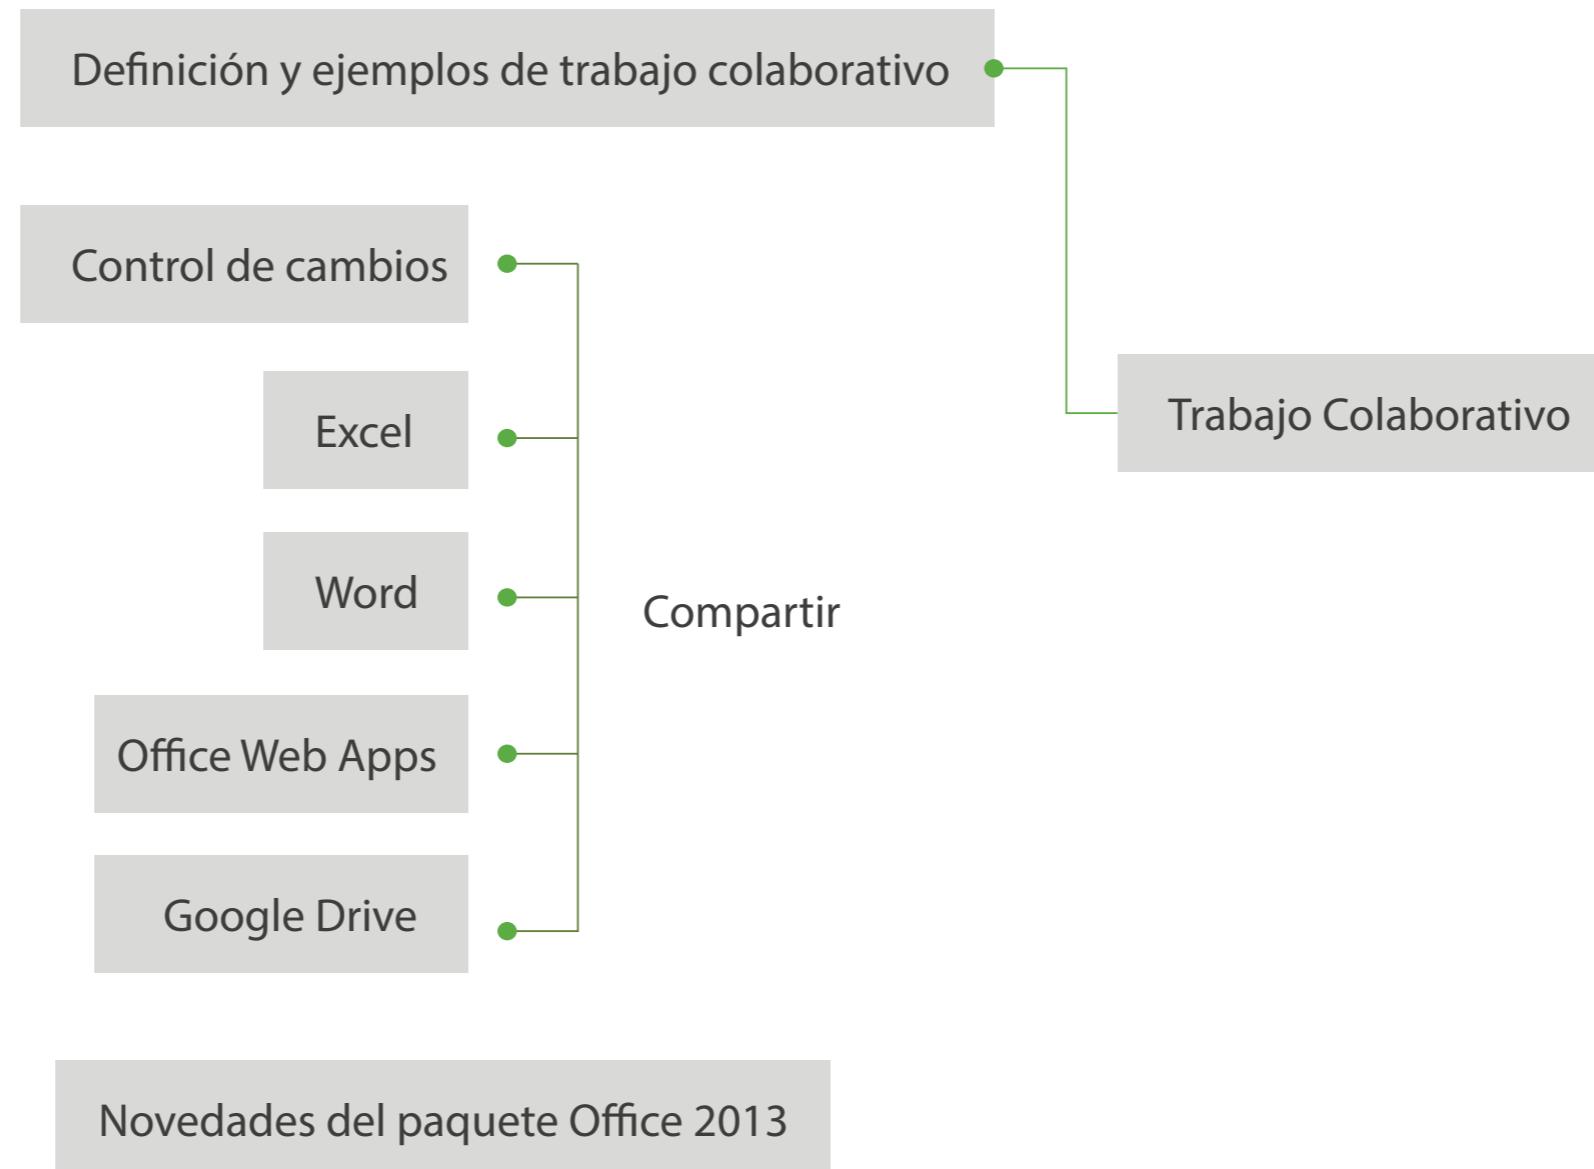 Definición y ejemplos de trabajo colaborativo
Control de cambios
Excel
Word
Office Web Apps
Google Drive
Compartir
Trabajo Colaborativo
Novedades del paquete Office 2013